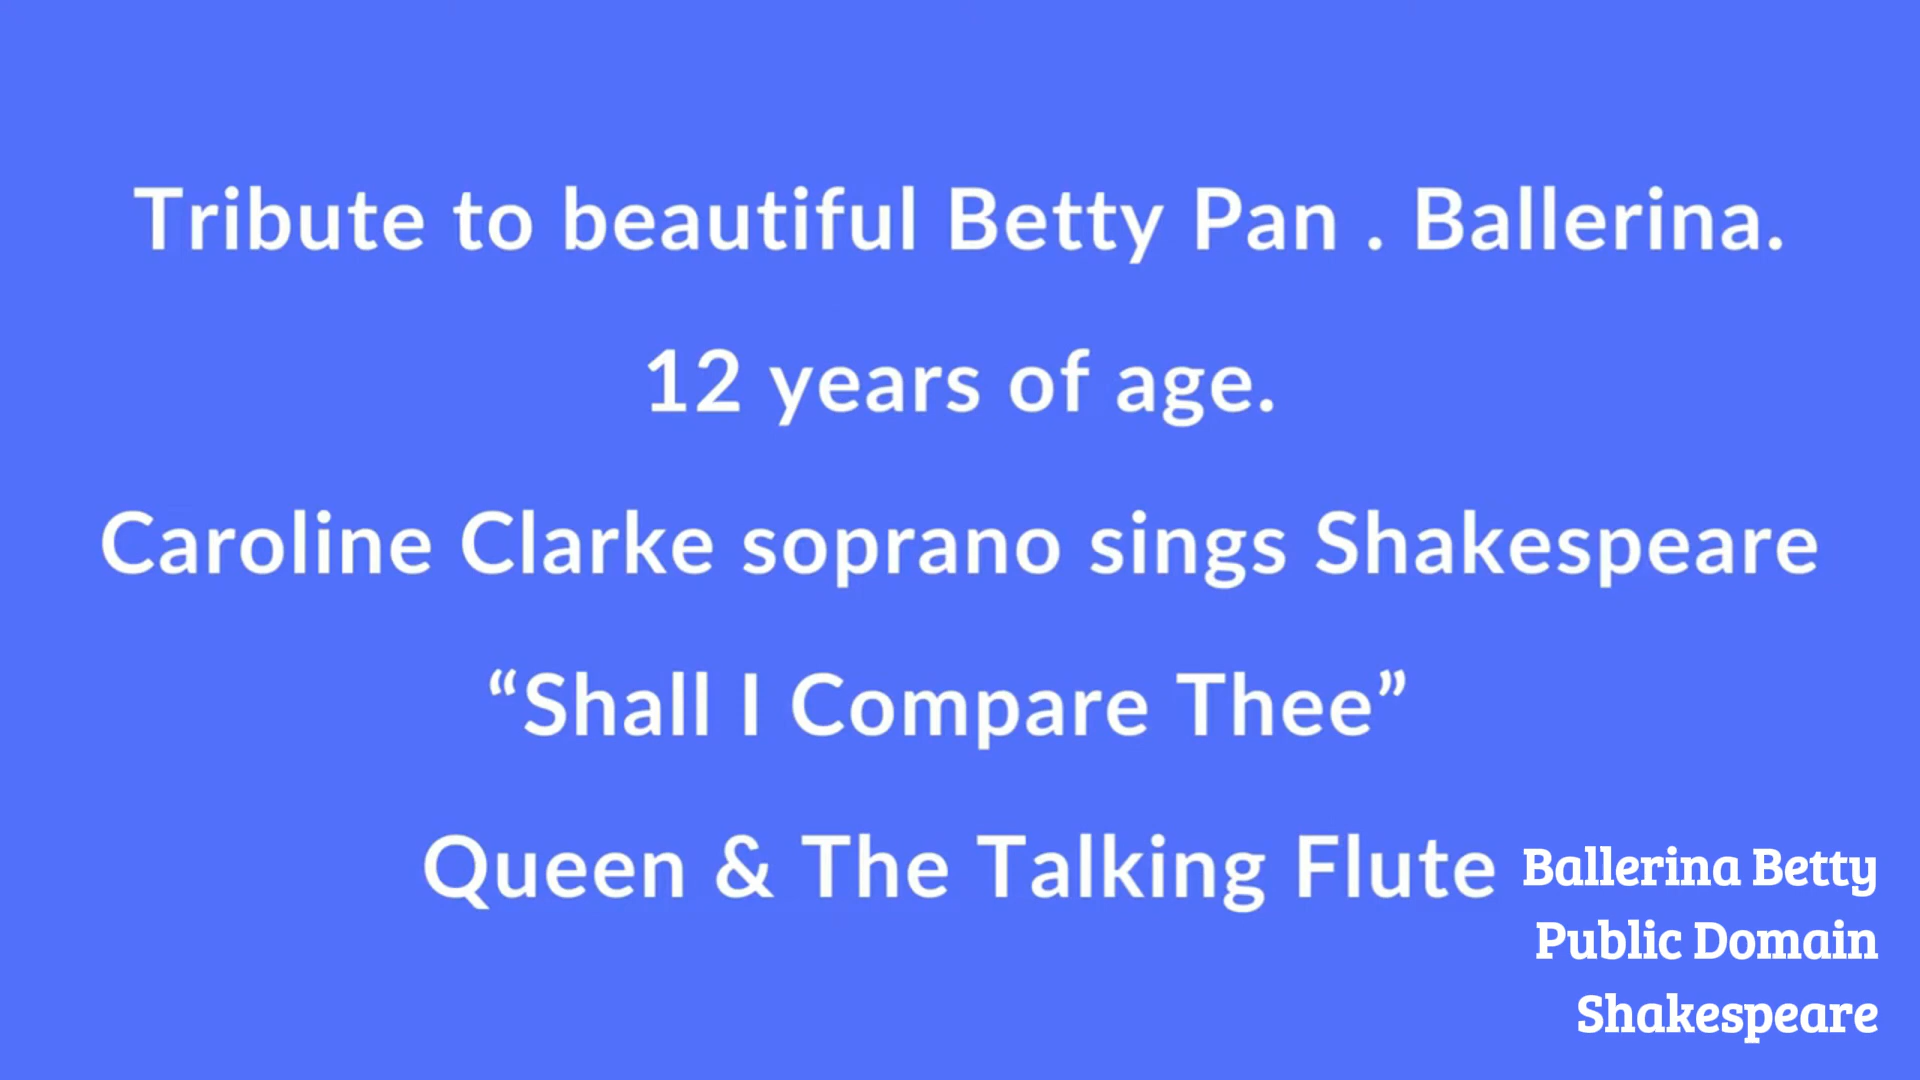 Tribute to beautiful Betty Pan . Ballerina.
12 years of age.
Caroline Clarke soprano sings Shakespeare
“Shall I Compare Thee”
Queen & The Talking Flute
Ballerina Betty
Public Domain
Shakespeare